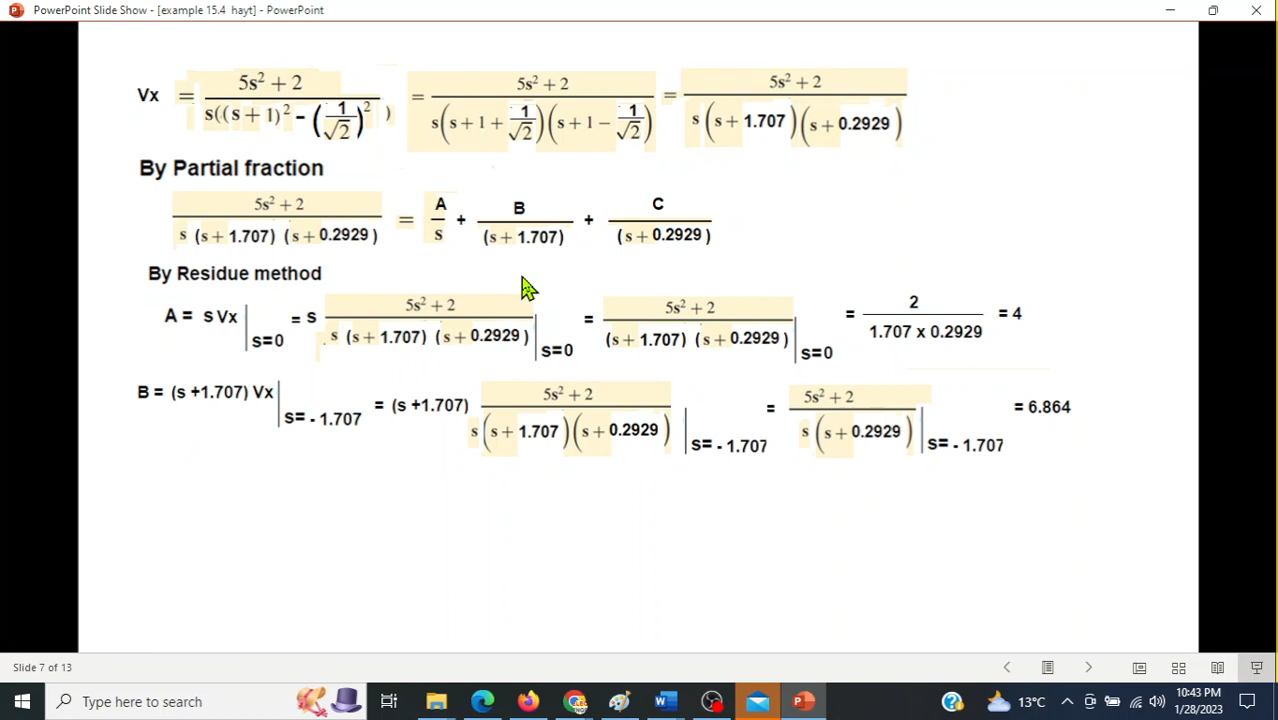 PowerPoint Slide Show - [example 15.4 hayt] - PowerPoint
Vx = 5s² + 2 / s((s + 1)² - (1/√2)²) = 5s² + 2 / s(s + 1 + 1/√2)(s + 1 − 1/√2) = 5s² + 2 / s(s + 1.707)(s + 0.2929)
By Partial fraction
5s² + 2 / s (s + 1.707) (s + 0.2929) = A/s + B/(s + 1.707) + C/(s + 0.2929)
By Residue method
A = s Vx | s=0 = s 5s² + 2 / s (s + 1.707) (s + 0.2929) | s=0 = 5s² + 2 / (s + 1.707) (s + 0.2929) | s=0 = 2 / 1.707 x 0.2929 = 4
B = (s +1.707) Vx | s= - 1.707 = (s +1.707) 5s² + 2 / s(s + 1.707)(s + 0.2929) | s= - 1.707 = 5s² + 2 / s(s + 0.2929) | s= - 1.707 = 6.864
Slide 7 of 13
Type here to search
13°C
10:43 PM
1/28/2023